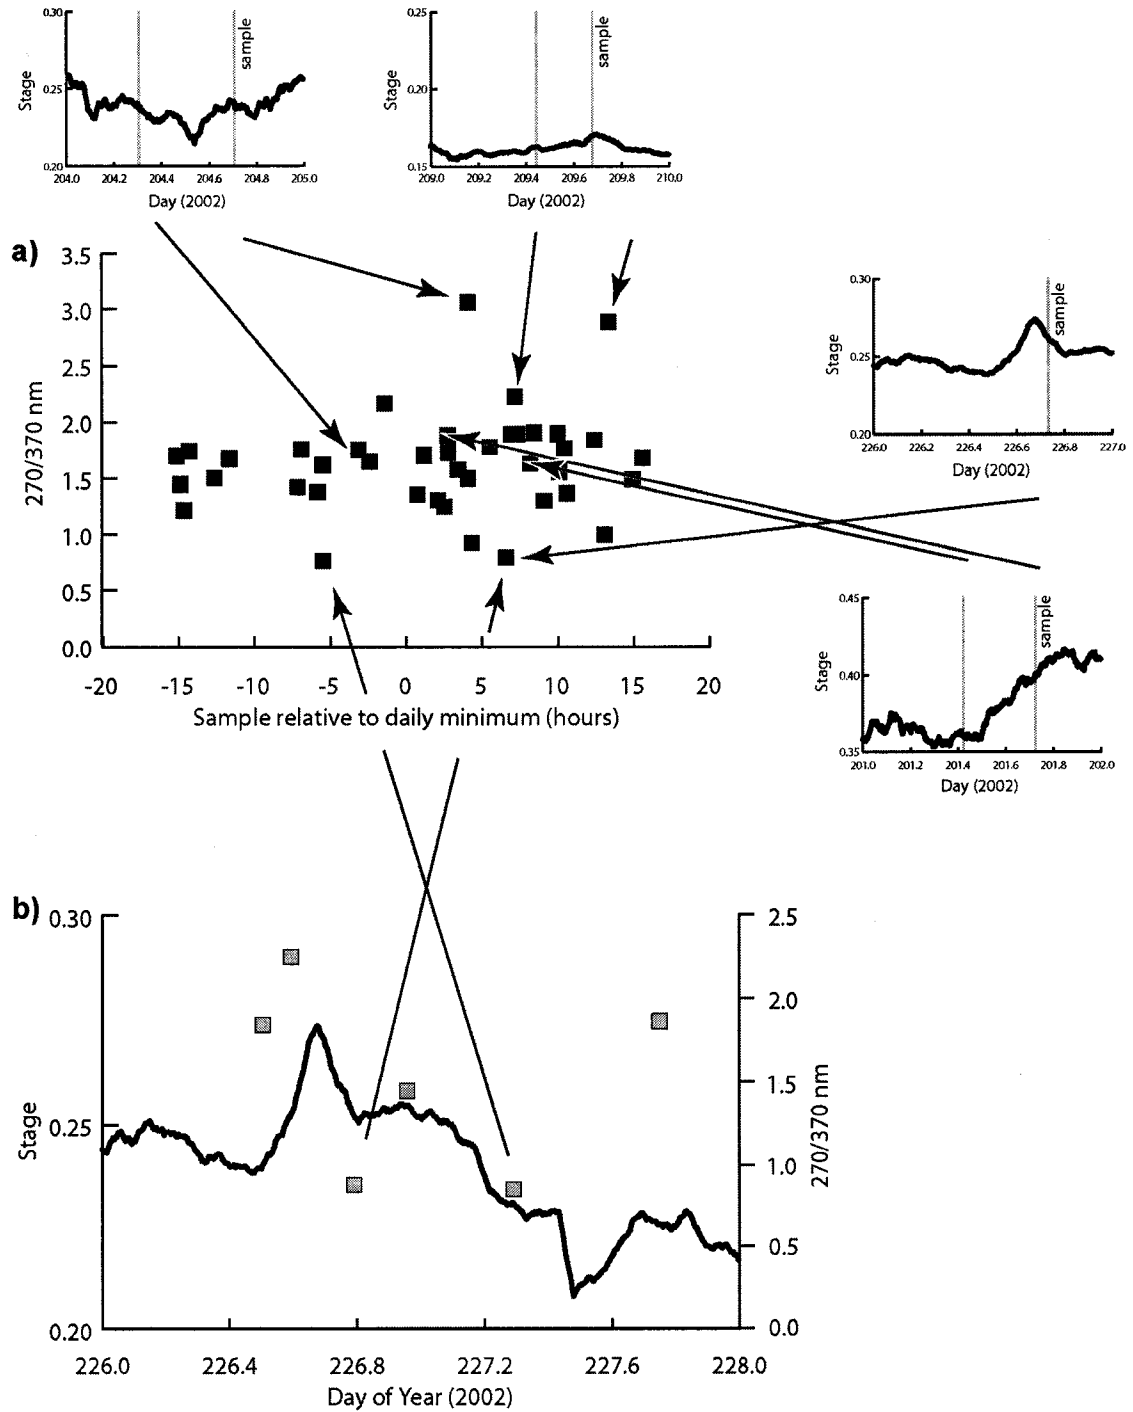 0.30
0.25
0.20
Stage
sample
204.0 204.2 204.4 204.6 204.8 205.0
Day (2002)
0.25
0.20
0.15
Stage
sample
209.0 209.2 209.4 209.6 209.8 210.0
Day (2002)
a)
3.5
3.0
2.5
2.0
1.5
1.0
0.5
0.0
270/370 nm
-20 -15 -10 -5 0 5 10 15 20
Sample relative to daily minimum (hours)
0.30
0.25
0.20
Stage
sample
226.0 226.2 226.4 226.6 226.8 227.0
Day (2002)
0.45
0.40
0.35
Stage
sample
201.0 201.2 201.4 201.6 201.8 202.0
Day (2002)
b)
0.30
0.25
0.20
Stage
2.5
2.0
1.5
1.0
0.5
0.0
270/370 nm
226.0 226.4 226.8 227.2 227.6 228.0
Day of Year (2002)